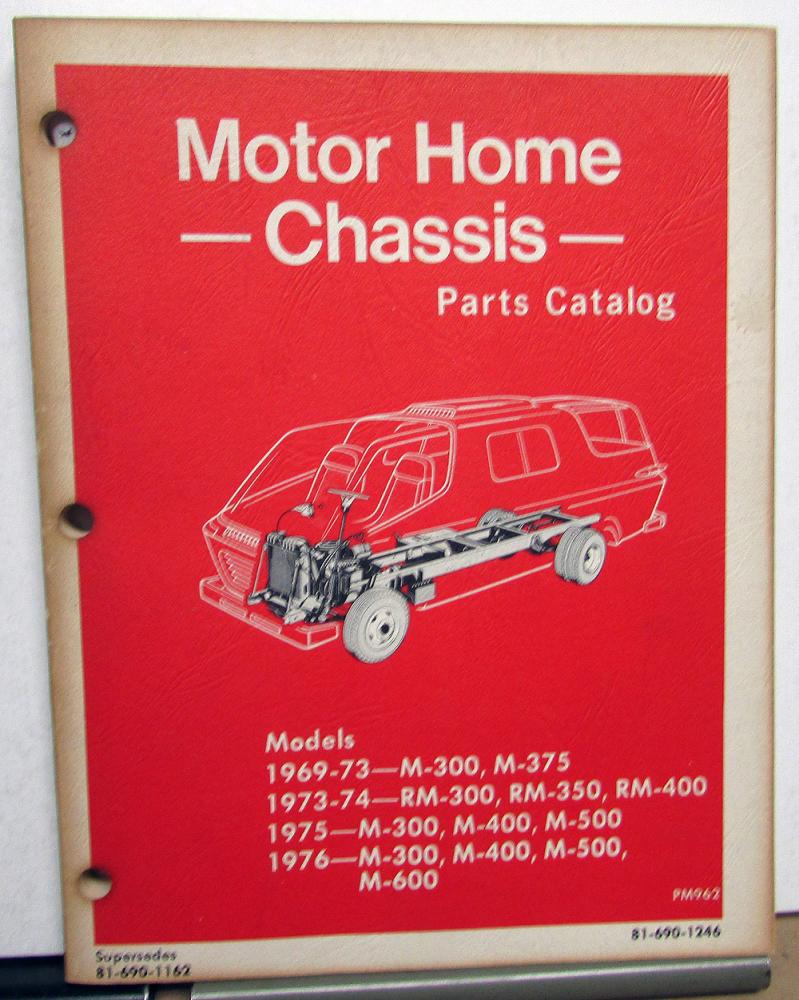 Motor Home
— Chassis —
Parts Catalog
Models
1969-73—M-300, M-375
1973-74—RM-300, RM-350, RM-400
1975—M-300, M-400, M-500
1976—M-300, M-400, M-500,
M-600
PM962
81-690-1246
Supersedes
81-690-1162